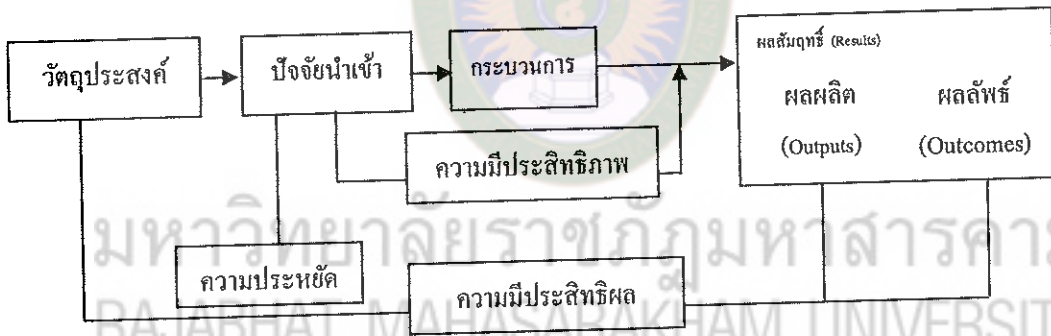 วัตถุประสงค์
ปัจจัยนำเข้า
กระบวนการ
ผลสัมฤทธิ์ (Results)
ผลผลิต ผลลัพธ์
(Outputs) (Outcomes)
ความมีประสิทธิภาพ
มหาวิทยาลัยราชภัฏมหาสารคาม
ความประหยัด
ความมีประสิทธิผล
RAJABHAT MAHASARAKHAM UNIVERSIT